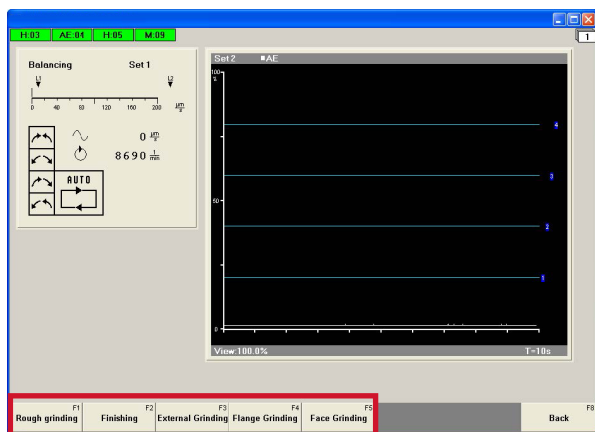 H:03 AE:04 H:05 M:09
1
Balancing Set 1
L1 L2
0 40 80 120 160 200 µm/s
0 µm/s
8690 1/min
AUTO
Set 2 AE
100
%
50
0
4
3
2
1
View:100.0% T=10s
F1 F2 F3 F4 F5 F8
Rough grinding Finishing External Grinding Flange Grinding Face Grinding Back